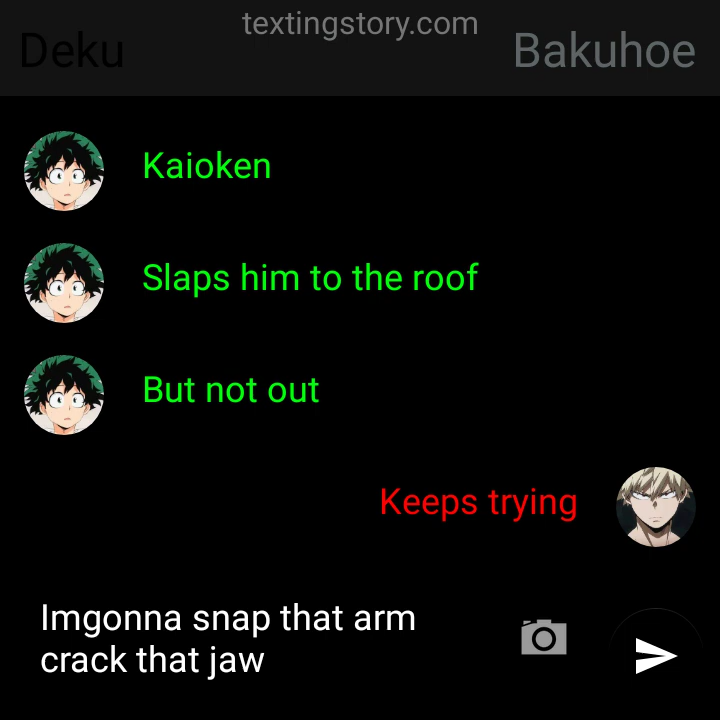 textingstory.com
Deku
Bakuhoe
Kaioken
Slaps him to the roof
But not out
Keeps trying
Imgonna snap that arm
crack that jaw